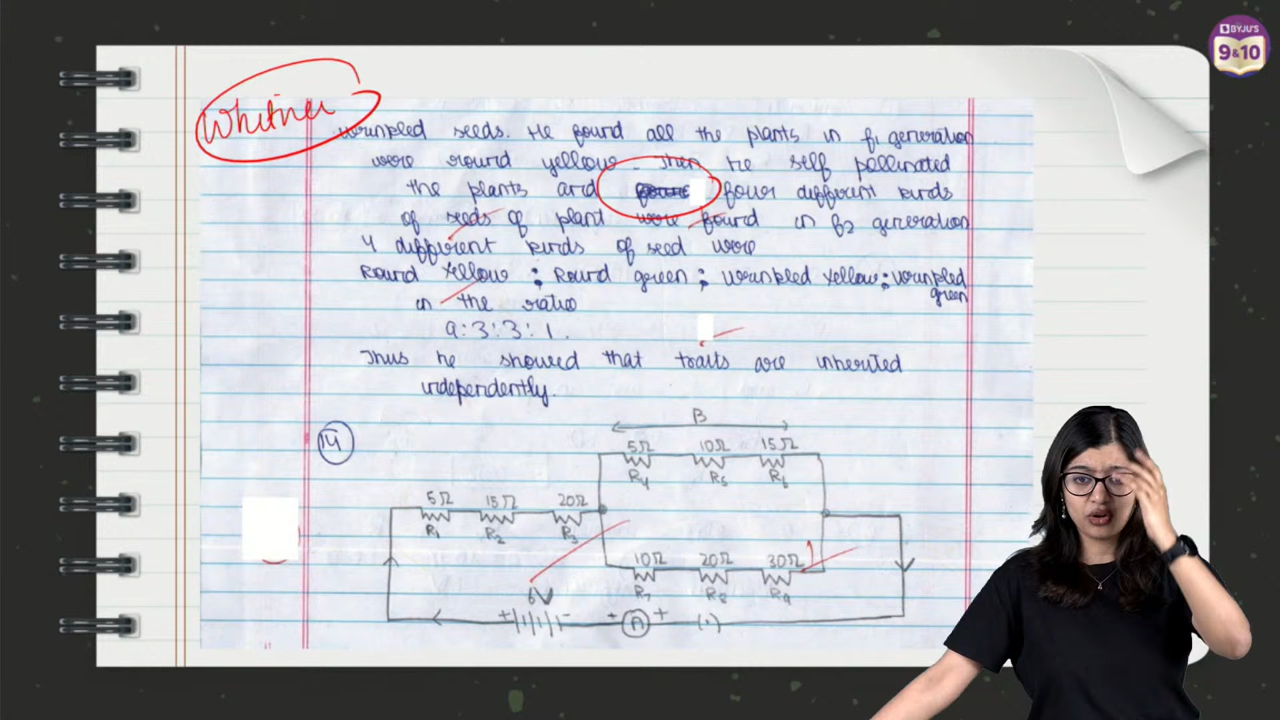 BYJU'S
9&10
Whitner
Wrinkled seeds. He found all the plants in f1 generation
were round yellow. Then he self pollinated
the plants and four different kinds
of seeds of plant were found in f2 generation
4 different kinds of seed were
Round Yellow : Round green : Wrinkled Yellow : Wrinkled
green
in the ratio
9:3:3:1.
Thus he showed that traits are inherited
independently.
14
B
5Ω 10Ω 15Ω
R4 R5 R6
5Ω 15Ω 20Ω
R1 R2 R3
10Ω 20Ω 30Ω
R7 R8 R9
6V
+ -
+ A +
(.)